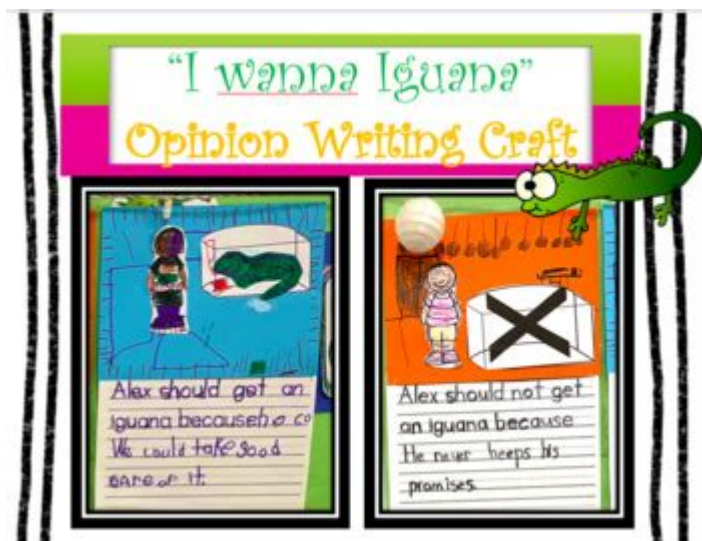 “I wanna Iguana”
Opinion Writing Craft
Alex should get an
iguana because h
We could take good
care of it.
Alex should not get
an iguana because
He never keeps his
promises.